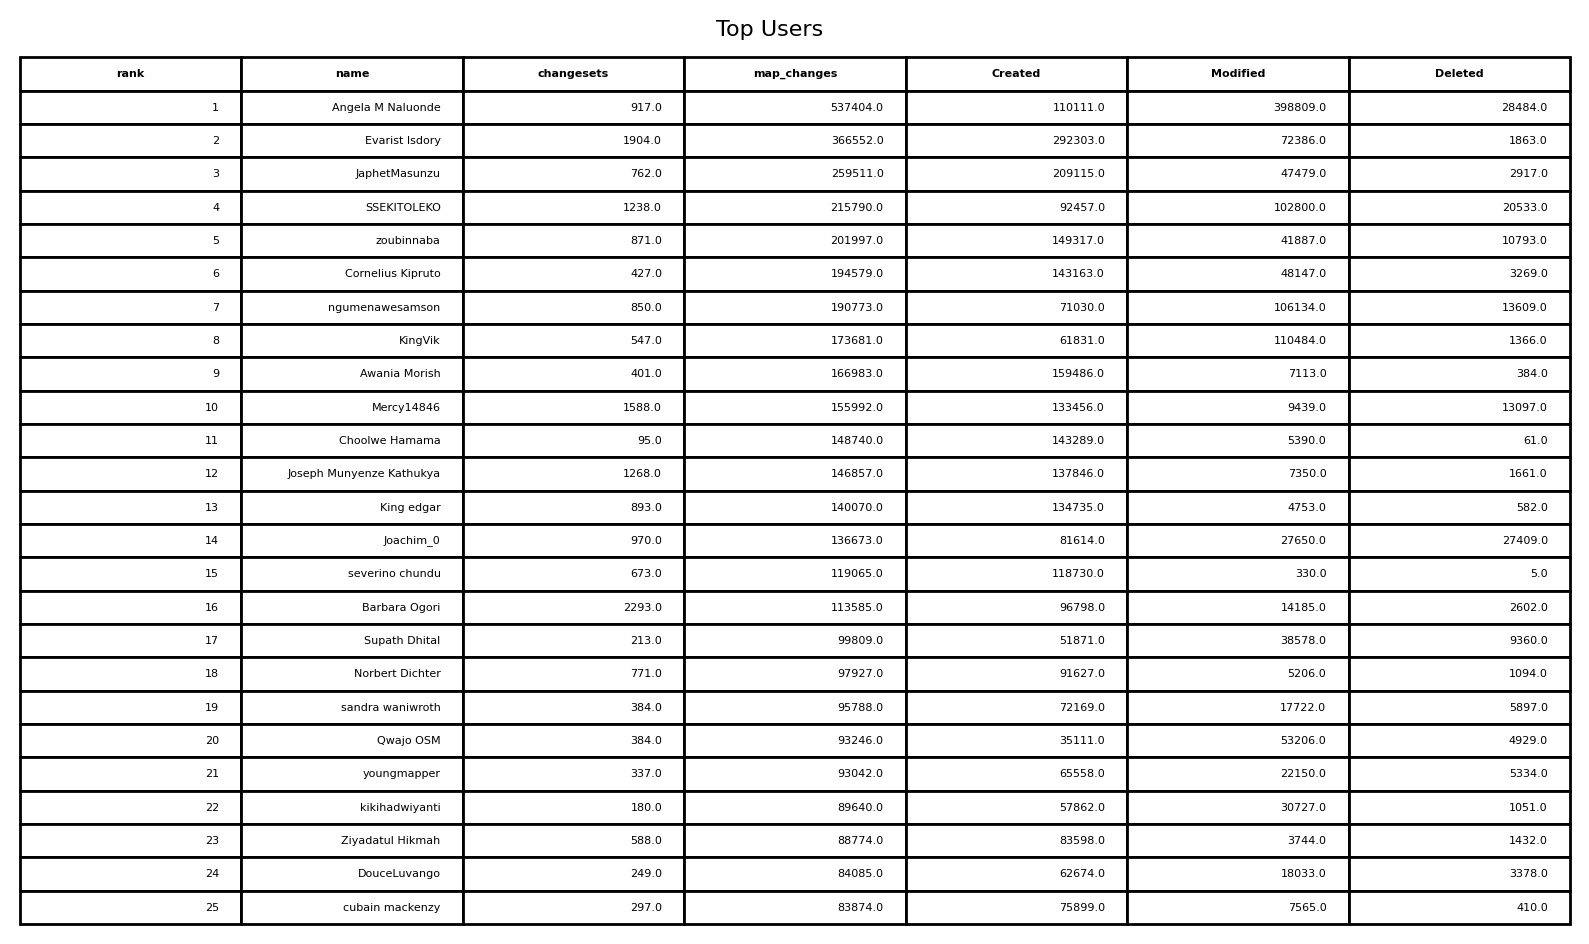 Top Users
rank name changesets map_changes Created Modified Deleted
1 Angela M Naluonde 917.0 537404.0 110111.0 398809.0 28484.0
2 Evarist Isdory 1904.0 366552.0 292303.0 72386.0 1863.0
3 JaphetMasunzu 762.0 259511.0 209115.0 47479.0 2917.0
4 SSEKITOLEKO 1238.0 215790.0 92457.0 102800.0 20533.0
5 zoubinnaba 871.0 201997.0 149317.0 41887.0 10793.0
6 Cornelius Kipruto 427.0 194579.0 143163.0 48147.0 3269.0
7 ngumenawesamson 850.0 190773.0 71030.0 106134.0 13609.0
8 KingVik 547.0 173681.0 61831.0 110484.0 1366.0
9 Awania Morish 401.0 166983.0 159486.0 7113.0 384.0
10 Mercy14846 1588.0 155992.0 133456.0 9439.0 13097.0
11 Choolwe Hamama 95.0 148740.0 143289.0 5390.0 61.0
12 Joseph Munyenze Kathukya 1268.0 146857.0 137846.0 7350.0 1661.0
13 King edgar 893.0 140070.0 134735.0 4753.0 582.0
14 Joachim_0 970.0 136673.0 81614.0 27650.0 27409.0
15 severino chundu 673.0 119065.0 118730.0 330.0 5.0
16 Barbara Ogori 2293.0 113585.0 96798.0 14185.0 2602.0
17 Supath Dhital 213.0 99809.0 51871.0 38578.0 9360.0
18 Norbert Dichter 771.0 97927.0 91627.0 5206.0 1094.0
19 sandra waniwroth 384.0 95788.0 72169.0 17722.0 5897.0
20 Qwajo OSM 384.0 93246.0 35111.0 53206.0 4929.0
21 youngmapper 337.0 93042.0 65558.0 22150.0 5334.0
22 kikihadwiyanti 180.0 89640.0 57862.0 30727.0 1051.0
23 Ziyadatul Hikmah 588.0 88774.0 83598.0 3744.0 1432.0
24 DouceLuvango 249.0 84085.0 62674.0 18033.0 3378.0
25 cubain mackenzy 297.0 83874.0 75899.0 7565.0 410.0